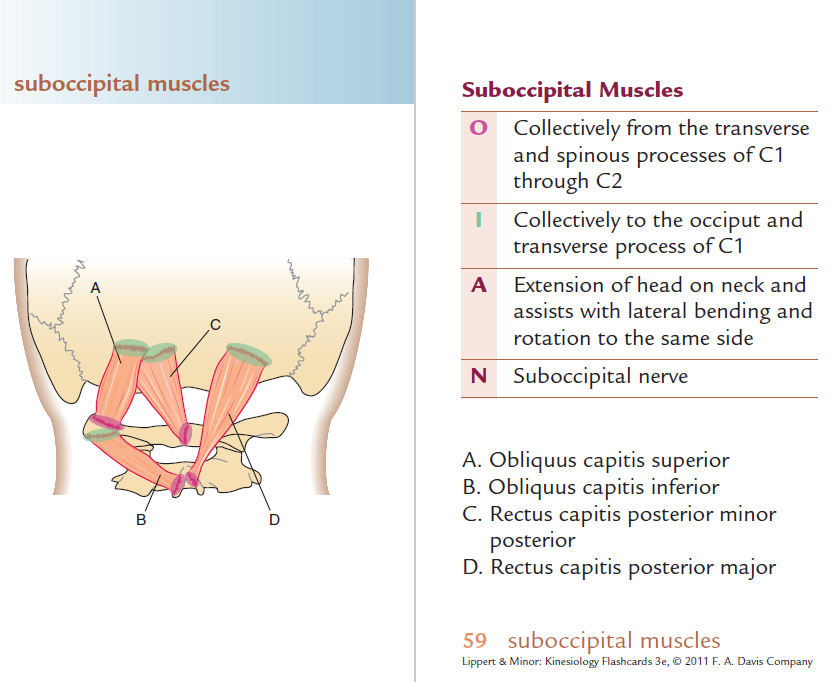 suboccipital muscles
A
C
B
D
Suboccipital Muscles
O Collectively from the transverse
and spinous processes of C1
through C2
I Collectively to the occiput and
transverse process of C1
A Extension of head on neck and
assists with lateral bending and
rotation to the same side
N Suboccipital nerve
A. Obliquus capitis superior
B. Obliquus capitis inferior
C. Rectus capitis posterior minor
posterior
D. Rectus capitis posterior major
59 suboccipital muscles
Lippert & Minor: Kinesiology Flashcards 3e, © 2011 F. A. Davis Company